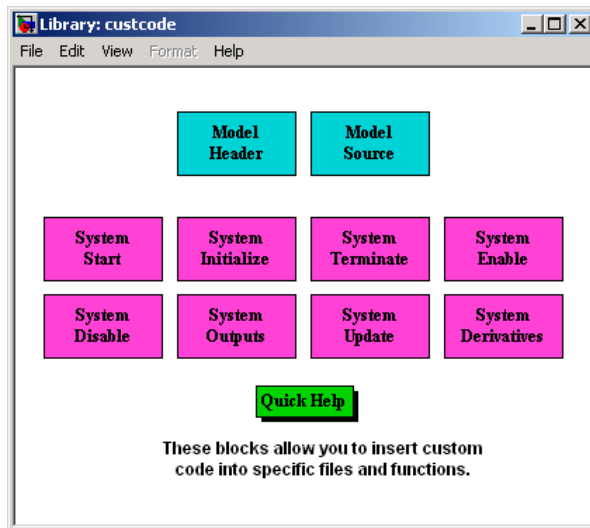 Library: custcode
File Edit View Format Help
Model Header
Model Source
System Start
System Initialize
System Terminate
System Enable
System Disable
System Outputs
System Update
System Derivatives
Quick Help
These blocks allow you to insert custom
code into specific files and functions.